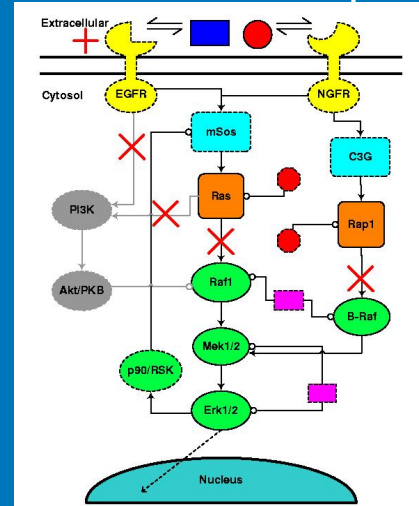 Extracellular
EGFR
NGFR
Cytosol
mSos
C3G
PI3K
Ras
Rap1
Akt/PKB
Raf1
B-Raf
Mek1/2
p90/RSK
Erk1/2
Nucleus